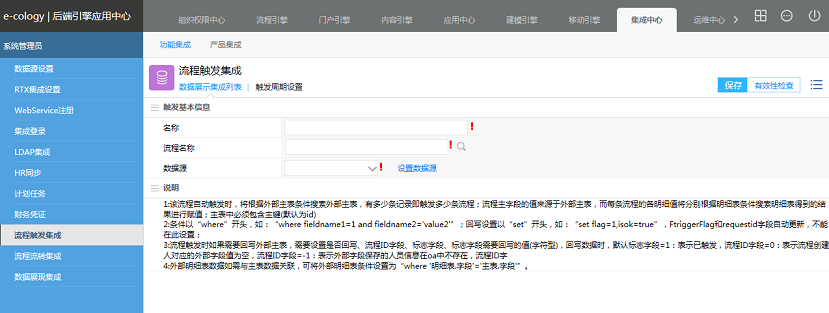 e-cology | 后端引擎应用中心
组织权限中心 流程引擎 门户引擎 内容引擎 应用中心 建模引擎 移动引擎 集成中心 运维中心
系统管理员
功能集成 产品集成
数据源设置
RTX集成设置
WebService注册
集成登录
LDAP集成
HR同步
计划任务
财务凭证
流程触发集成
流程流转集成
数据展现集成
流程触发集成
数据展示集成列表 | 触发周期设置
保存 有效性检查
触发基本信息
名称
流程名称
数据源 设置数据源
说明
1:该流程自动触发时，将根据外部主表条件搜索外部主表，有多少条记录即触发多少条流程；流程主字段的值来源于外部主表，而每条流程的各明细值将分别根据明细表条件搜索明细表得到的结
果进行赋值；主表中必须包含主键(默认为id)
2:条件以“where”开头，如：“where fieldname1=1 and fieldname2='value2'”；回写设置以“set”开头，如：“set flag=1,isok=true”，FtriggerFlag和requestid字段自动更新，不能
在此设置；
3:流程触发时如果需要回写外部主表，需要设置是否回写、流程ID字段、标志字段、标志字段需要回写的值(字符型)，回写数据时，默认标志字段=1：表示已触发，流程ID字段=0：表示流程创建
人对应的外部字段值为空，流程ID字段=-1：表示外部字段保存的人员信息在oa中不存在，流程ID字
4:外部明细表数据如需与主表数据关联，可将外部明细表条件设置为“where '明细表.字段'='主表.字段'”。